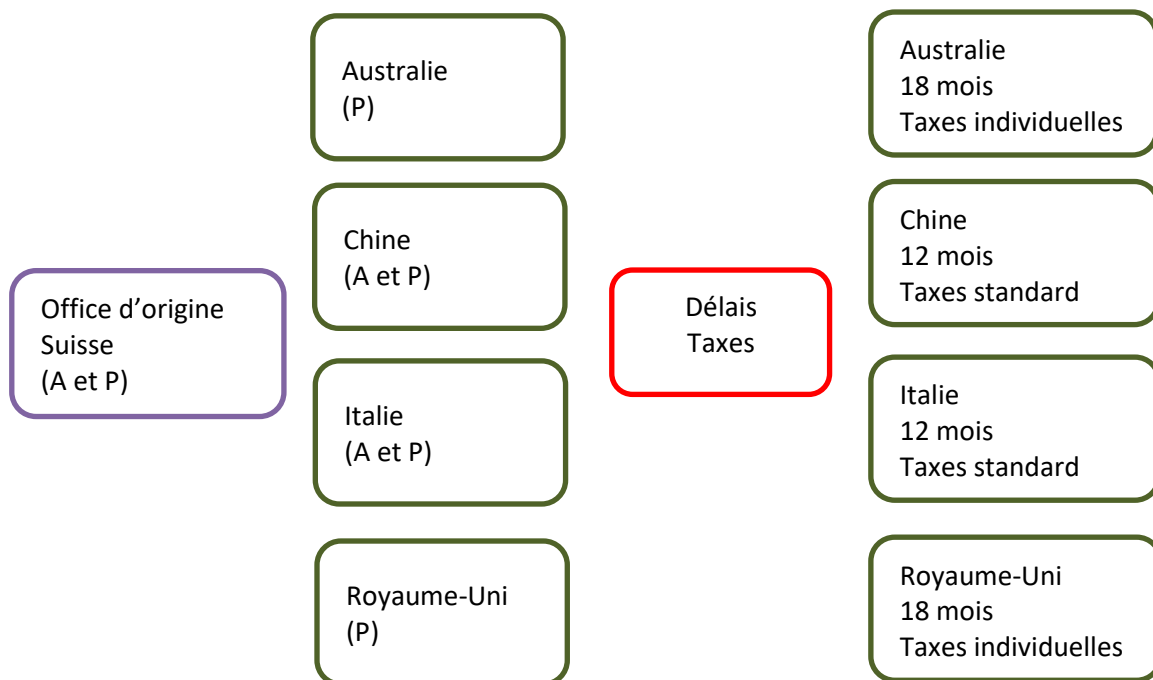 Office d’origine
Suisse
(A et P)
Australie
(P)
Chine
(A et P)
Italie
(A et P)
Royaume-Uni
(P)
Délais
Taxes
Australie
18 mois
Taxes individuelles
Chine
12 mois
Taxes standard
Italie
12 mois
Taxes standard
Royaume-Uni
18 mois
Taxes individuelles